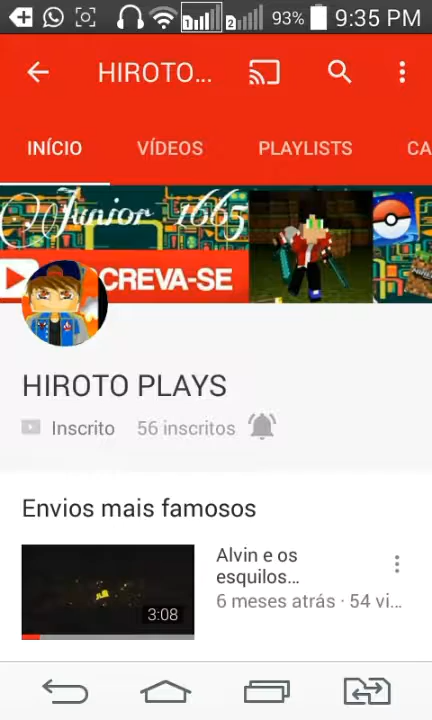 93% 9:35 PM
HIROTO...
INÍCIO VÍDEOS PLAYLISTS CA
Junior 1665
CREVA-SE
HIROTO PLAYS
Inscrito 56 inscritos
Envios mais famosos
Alvin e os
esquilos...
3:08
6 meses atrás · 54 vi...